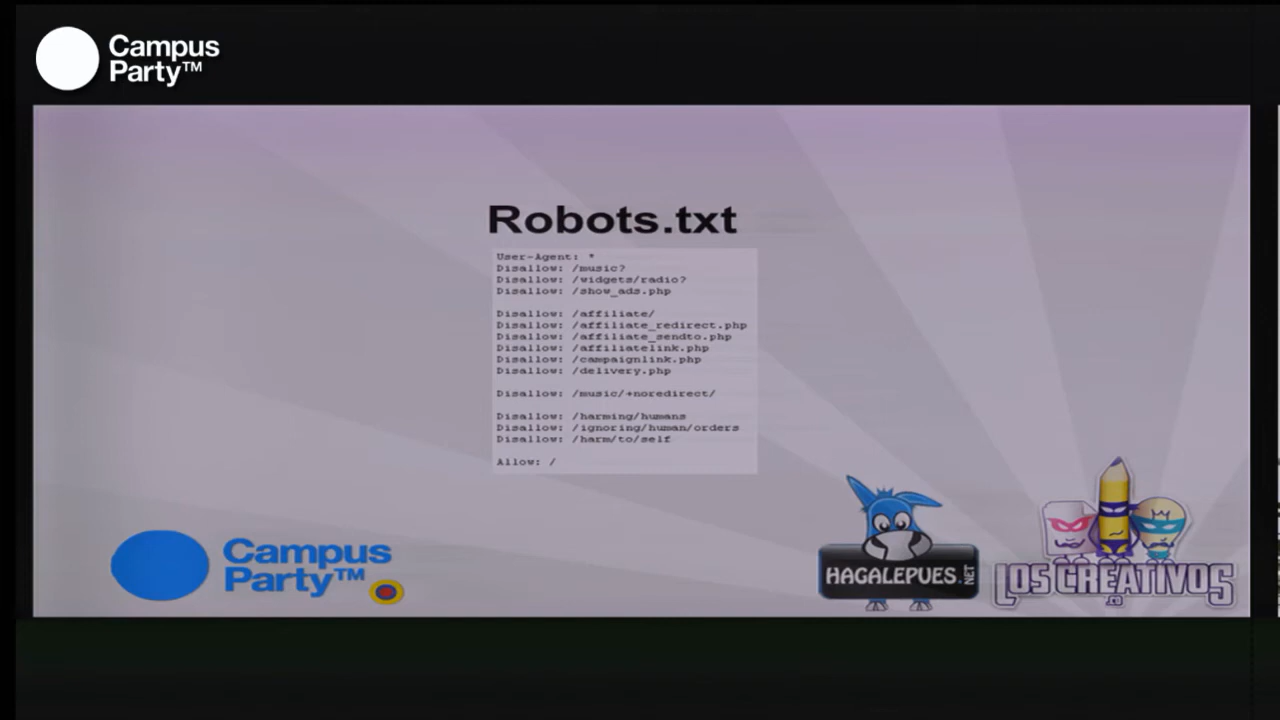 Campus
Party™
Robots.txt
User-Agent: *
Disallow: /music?
Disallow: /widgets/radio?
Disallow: /show_ads.php
Disallow: /affiliate/
Disallow: /affiliate_redirect.php
Disallow: /affiliate_sendto.php
Disallow: /affiliatelink.php
Disallow: /campaignlink.php
Disallow: /delivery.php
Disallow: /music/+noredirect/
Disallow: /harming/humans
Disallow: /ignoring/human/orders
Disallow: /harm/to/self
Allow: /
Campus
Party™
HAGALEPUES.NET
LOS CREATIVOS
.CO